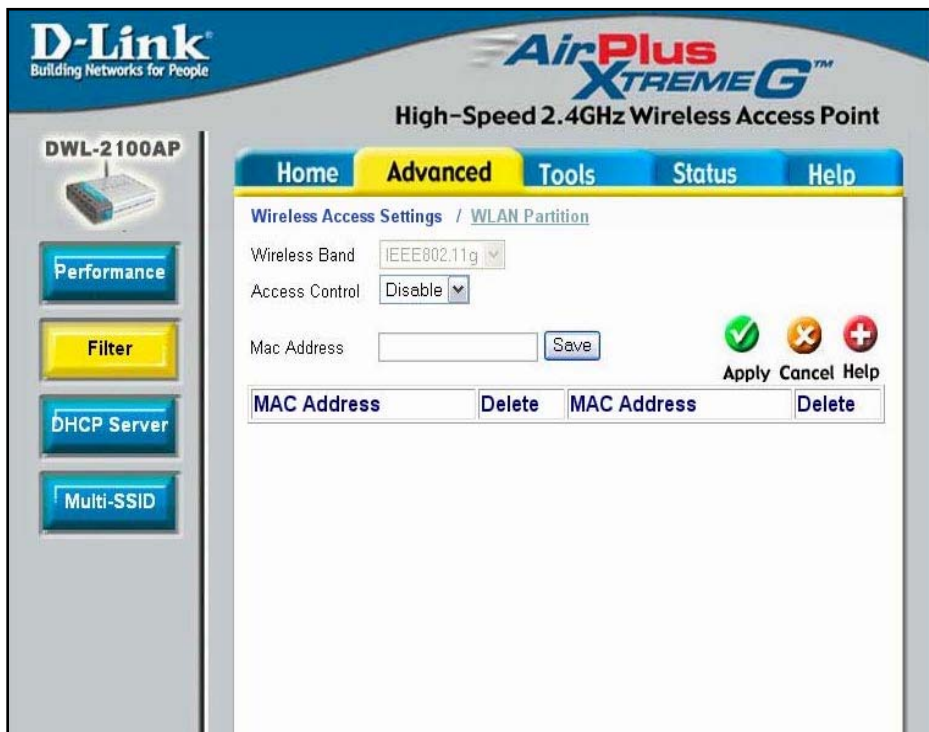 D-Link
Building Networks for People
AirPlus
XTREME G™
High-Speed 2.4GHz Wireless Access Point
DWL-2100AP
Home Advanced Tools Status Help
Performance
Filter
DHCP Server
Multi-SSID
Wireless Access Settings / WLAN Partition
Wireless Band IEEE802.11g
Access Control Disable
Mac Address Save
Apply Cancel Help
MAC Address Delete MAC Address Delete